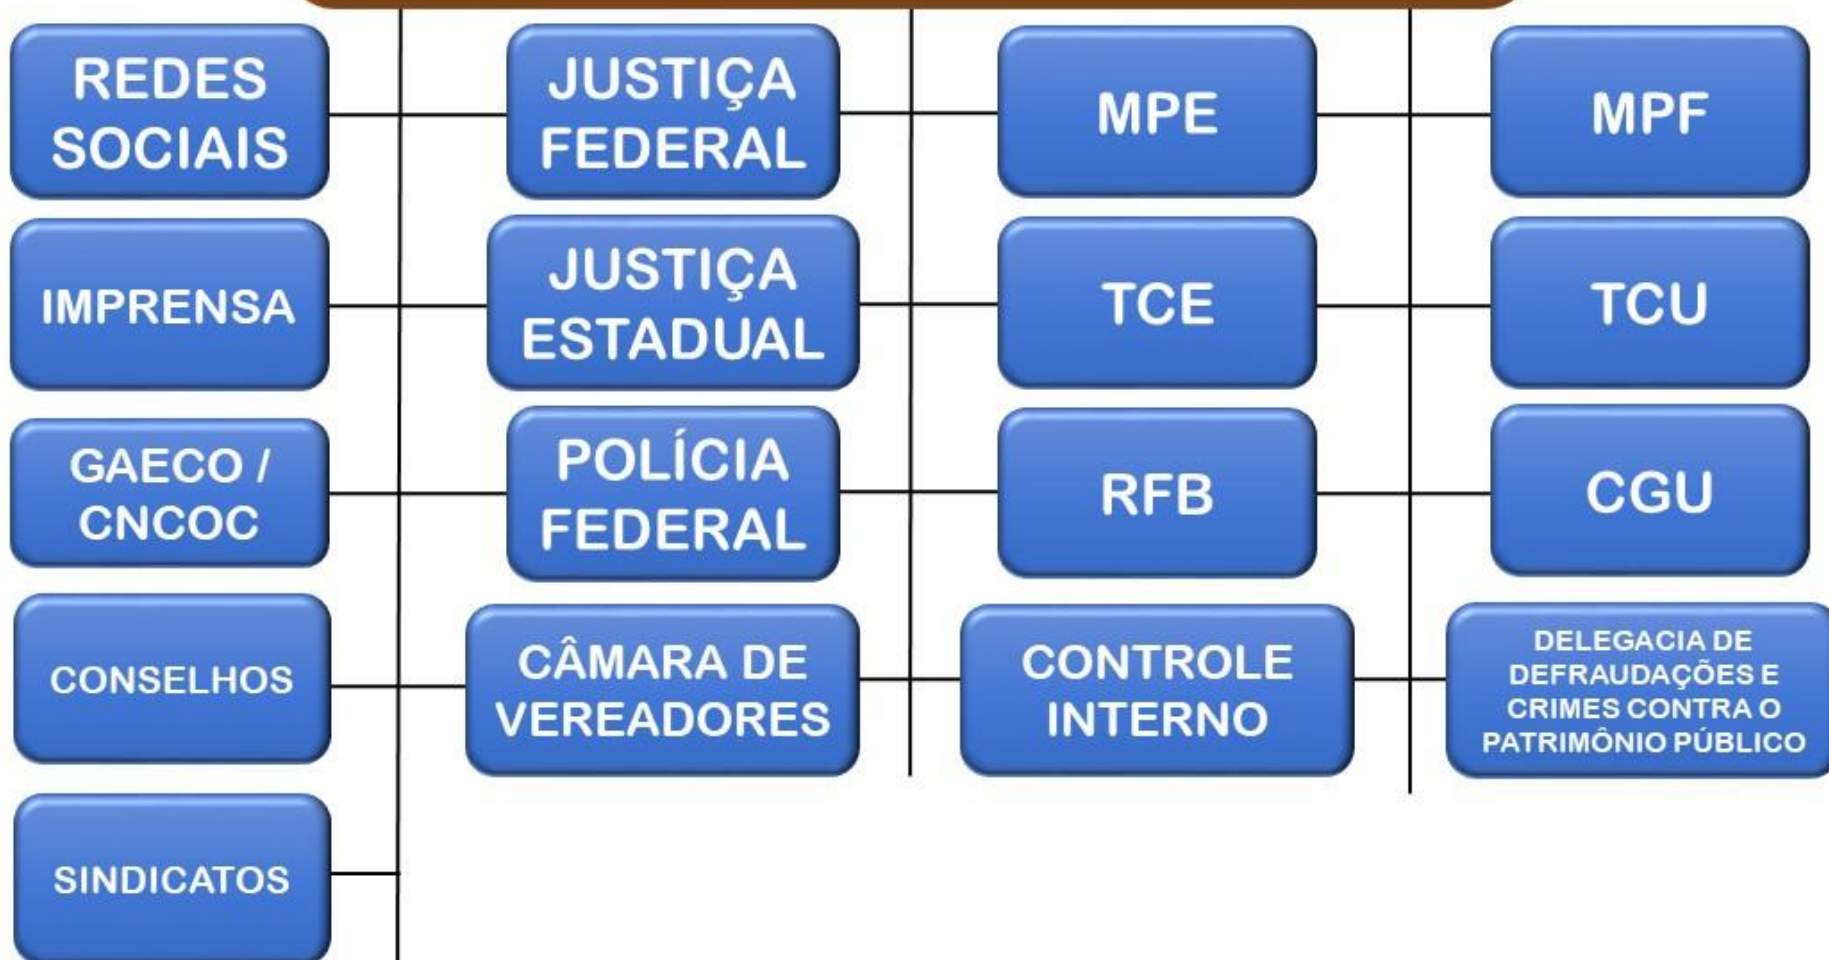 REDES
SOCIAIS
JUSTIÇA
FEDERAL
MPE
MPF
IMPRENSA
JUSTIÇA
ESTADUAL
TCE
TCU
GAECO /
CNCOC
POLÍCIA
FEDERAL
RFB
CGU
CONSELHOS
CÂMARA DE
VEREADORES
CONTROLE
INTERNO
DELEGACIA DE
DEFRAUDAÇÕES E
CRIMES CONTRA O
PATRIMÔNIO PÚBLICO
SINDICATOS